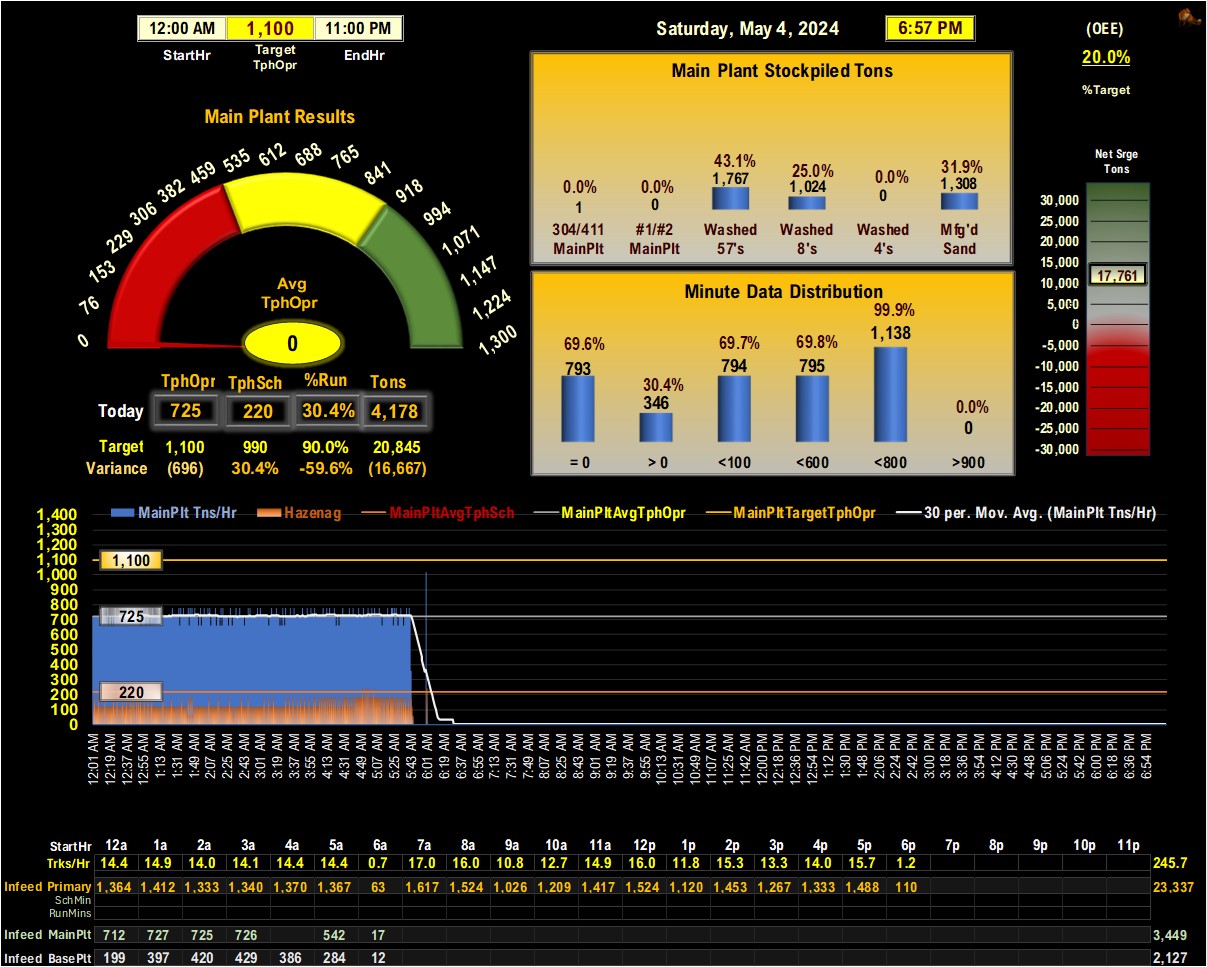 12:00 AM 1,100 11:00 PM
StartHr Target TphOpr EndHr
Saturday, May 4, 2024 6:57 PM
(OEE)
20.0%
%Target
Main Plant Results
0 76 153 229 306 382 459 535 612 688 765 841 918 994 1,071 1,147 1,224 1,300
Avg
TphOpr
0
TphOpr TphSch %Run Tons
Today 725 220 30.4% 4,178
Target 1,100 990 90.0% 20,845
Variance (696) 30.4% -59.6% (16,667)
Main Plant Stockpiled Tons
0.0% 0.0% 43.1% 25.0% 0.0% 31.9%
1 0 1,767 1,024 0 1,308
304/411 #1/#2 Washed Washed Washed Mfg'd
MainPlt MainPlt 57's 8's 4's Sand
Minute Data Distribution
69.6% 30.4% 69.7% 69.8% 99.9% 0.0%
793 346 794 795 1,138 0
= 0 > 0 <100 <600 <800 >900
Net Srge
Tons
30,000
25,000
20,000
15,000
17,761
10,000
5,000
0
-5,000
-10,000
-15,000
-20,000
-25,000
-30,000
MainPlt Tns/Hr Hazenag MainPltAvgTphSch MainPltAvgTphOpr MainPltTargetTphOpr 30 per. Mov. Avg. (MainPlt Tns/Hr)
1,400
1,300
1,200
1,100 1,100
1,000
900
800
700 725
600
500
400
300
200 220
100
0
12:01 AM 12:19 AM 12:37 AM 12:55 AM 1:13 AM 1:31 AM 1:49 AM 2:07 AM 2:25 AM 2:43 AM 3:01 AM 3:19 AM 3:37 AM 3:55 AM 4:13 AM 4:31 AM 4:49 AM 5:07 AM 5:25 AM 5:43 AM 6:01 AM 6:19 AM 6:37 AM 6:55 AM 7:13 AM 7:31 AM 7:49 AM 8:07 AM 8:25 AM 8:43 AM 9:01 AM 9:19 AM 9:37 AM 9:55 AM 10:13 AM 10:31 AM 10:49 AM 11:07 AM 11:25 AM 11:42 AM 12:00 PM 12:18 PM 12:36 PM 12:54 PM 1:12 PM 1:30 PM 1:48 PM 2:06 PM 2:24 PM 2:42 PM 3:00 PM 3:18 PM 3:36 PM 3:54 PM 4:12 PM 4:30 PM 4:48 PM 5:06 PM 5:24 PM 5:42 PM 6:00 PM 6:18 PM 6:36 PM 6:54 PM
StartHr 12a 1a 2a 3a 4a 5a 6a 7a 8a 9a 10a 11a 12p 1p 2p 3p 4p 5p 6p 7p 8p 9p 10p 11p
Trks/Hr 14.4 14.9 14.0 14.1 14.4 14.4 0.7 17.0 16.0 10.8 12.7 14.9 16.0 11.8 15.3 13.3 14.0 15.7 1.2 245.7
Infeed Primary 1,364 1,412 1,333 1,340 1,370 1,367 63 1,617 1,524 1,026 1,209 1,417 1,524 1,120 1,453 1,267 1,333 1,488 110 23,337
SchMin
RunMins
Infeed MainPlt 712 727 725 726 542 17 3,449
Infeed BasePlt 199 397 420 429 386 284 12 2,127